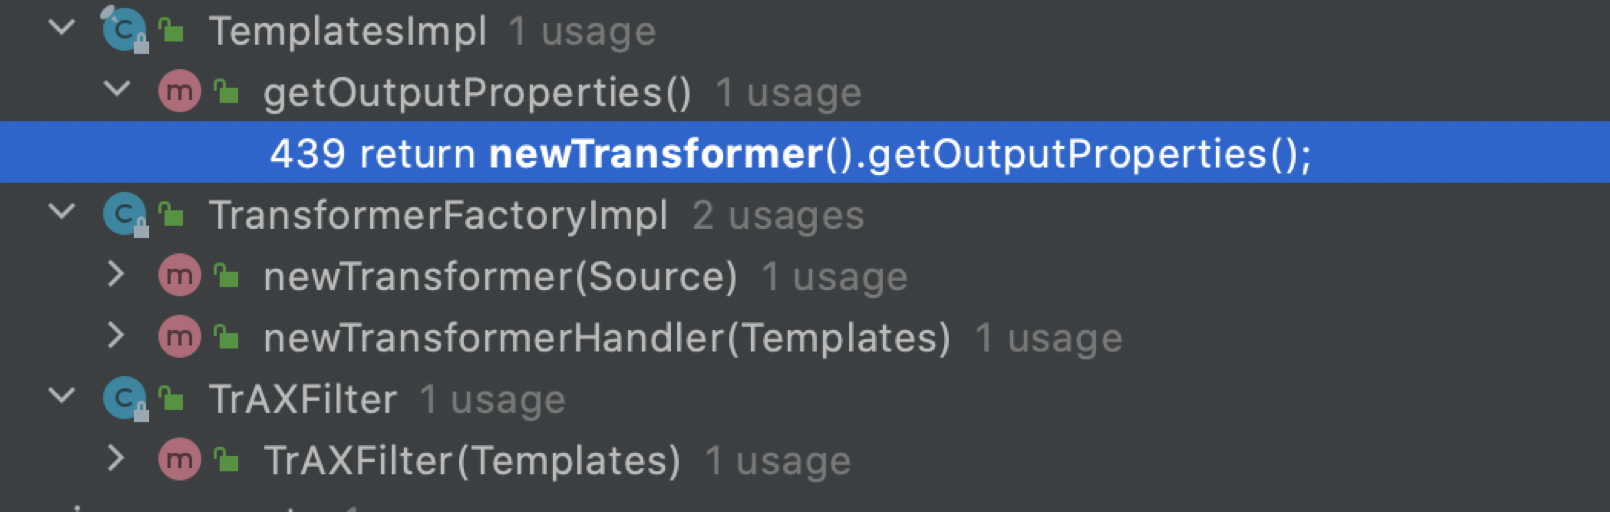 TemplatesImpl 1 usage
getOutputProperties() 1 usage
439 return newTransformer().getOutputProperties();
TransformerFactoryImpl 2 usages
newTransformer(Source) 1 usage
newTransformerHandler(Templates) 1 usage
TrAXFilter 1 usage
TrAXFilter(Templates) 1 usage